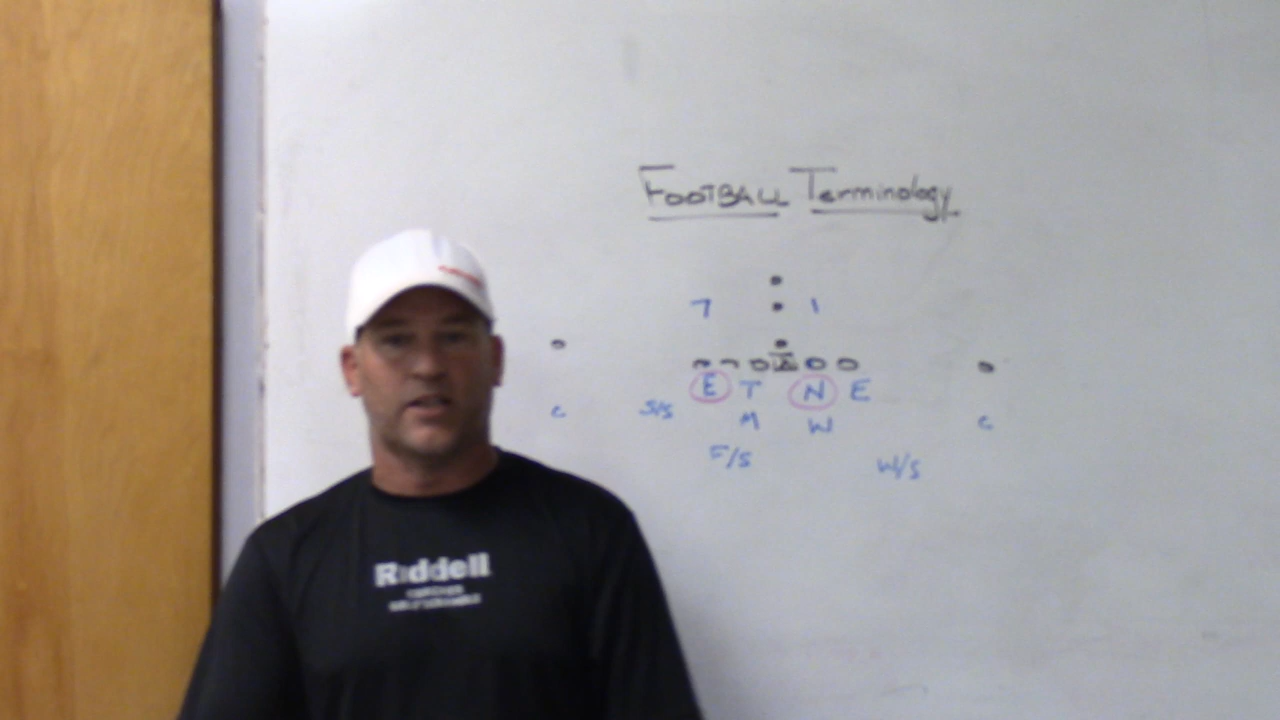 FOOTBALL Terminology
7 1
E T N E
C S/S M W C
F/S W/S
Riddell